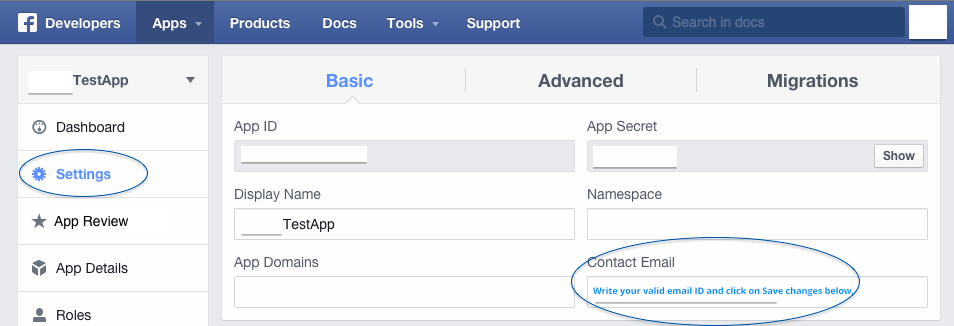 f Developers Apps Products Docs Tools Support Search in docs
TestApp
Basic Advanced Migrations
Dashboard
App ID App Secret
Show
Settings
Display Name Namespace
App Review
TestApp
App Details
App Domains Contact Email
Write your valid email ID and click on Save changes below.
Roles